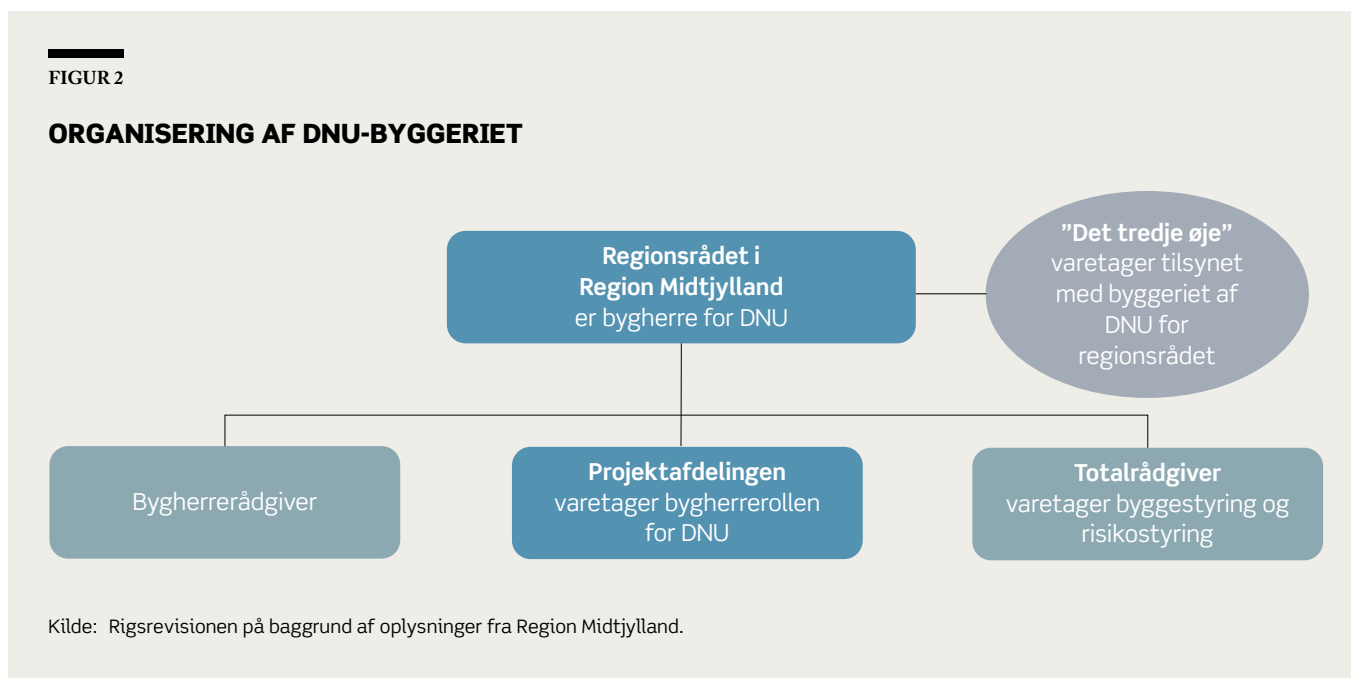 FIGUR 2
ORGANISERING AF DNU-BYGGERIET
Regionsrådet i
Region Midtjylland
er bygherre for DNU
”Det tredje øje”
varetager tilsynet
med byggeriet af
DNU for
regionsrådet
Bygherrerådgiver
Projektafdelingen
varetager bygherrerollen
for DNU
Totalrådgiver
varetager byggestyring og
risikostyring
Kilde: Rigsrevisionen på baggrund af oplysninger fra Region Midtjylland.